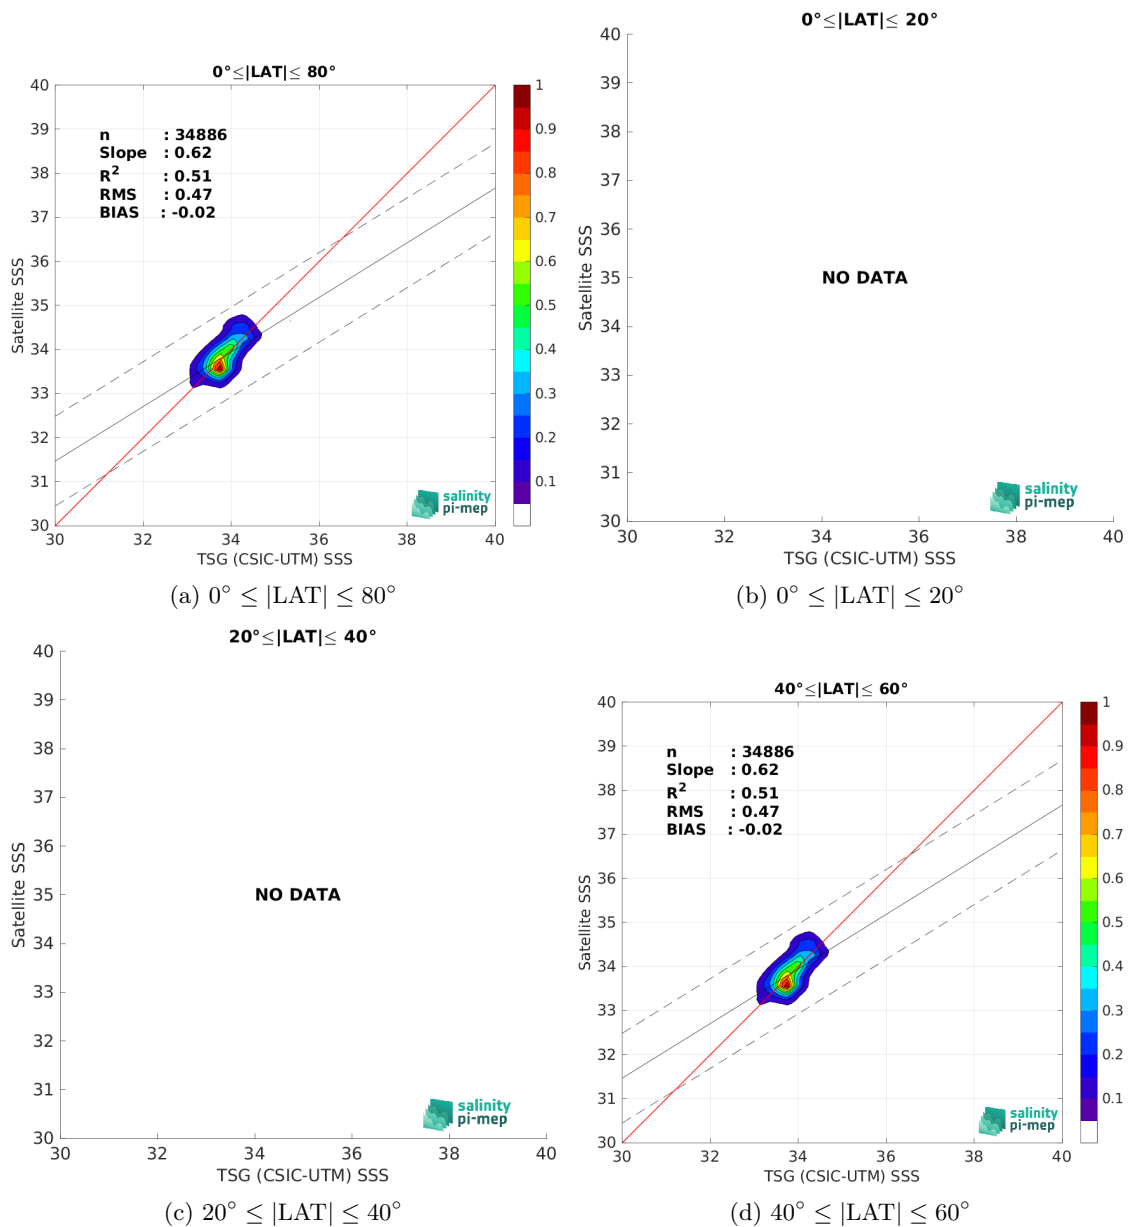 0°≤|LAT|≤ 80°
n : 34886
Slope : 0.62
R² : 0.51
RMS : 0.47
BIAS : -0.02
40
39
38
37
36
35
34
33
32
31
30
Satellite SSS
30 32 34 36 38 40
TSG (CSIC-UTM) SSS
1
0.9
0.8
0.7
0.6
0.5
0.4
0.3
0.2
0.1
salinity
pi-mep
(a) 0° ≤ |LAT| ≤ 80°
0°≤|LAT|≤ 20°
40
39
38
37
36
35
34
33
32
31
30
Satellite SSS
NO DATA
salinity
pi-mep
30 32 34 36 38 40
TSG (CSIC-UTM) SSS
(b) 0° ≤ |LAT| ≤ 20°
20°≤|LAT|≤ 40°
40
39
38
37
36
35
34
33
32
31
30
Satellite SSS
NO DATA
salinity
pi-mep
30 32 34 36 38 40
TSG (CSIC-UTM) SSS
(c) 20° ≤ |LAT| ≤ 40°
40°≤|LAT|≤ 60°
n : 34886
Slope : 0.62
R² : 0.51
RMS : 0.47
BIAS : -0.02
40
39
38
37
36
35
34
33
32
31
30
Satellite SSS
30 32 34 36 38 40
TSG (CSIC-UTM) SSS
1
0.9
0.8
0.7
0.6
0.5
0.4
0.3
0.2
0.1
salinity
pi-mep
(d) 40° ≤ |LAT| ≤ 60°